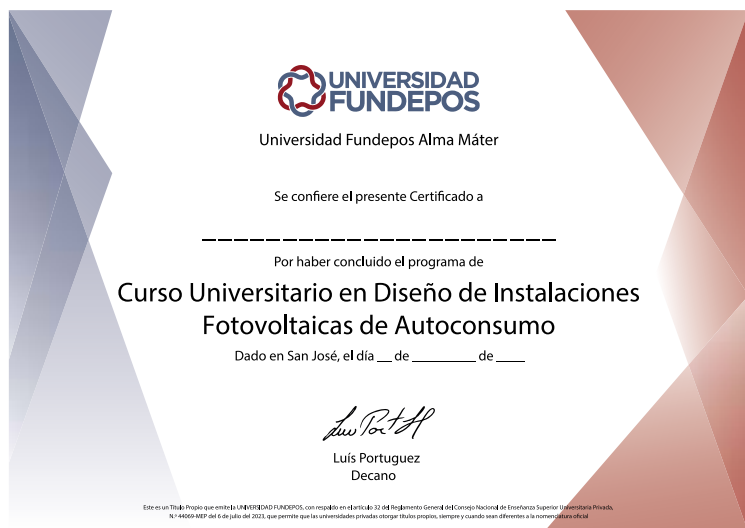 UNIVERSIDAD
FUNDEPOS
Universidad Fundepos Alma Máter
Se confiere el presente Certificado a
Por haber concluido el programa de
Curso Universitario en Diseño de Instalaciones
Fotovoltaicas de Autoconsumo
Dado en San José, el día __ de ________ de ____
Luís Portuguez
Decano
Este es un Título Propio que emite la UNIVERSIDAD FUNDEPOS, con respaldo en el artículo 32 del Reglamento General del Consejo Nacional de Enseñanza Superior Universitaria Privada,
N.º 44069-MEP del 6 de julio del 2023, que permite que las universidades privadas otorgar títulos propios, siempre y cuando sean diferentes a la nomenclatura oficial